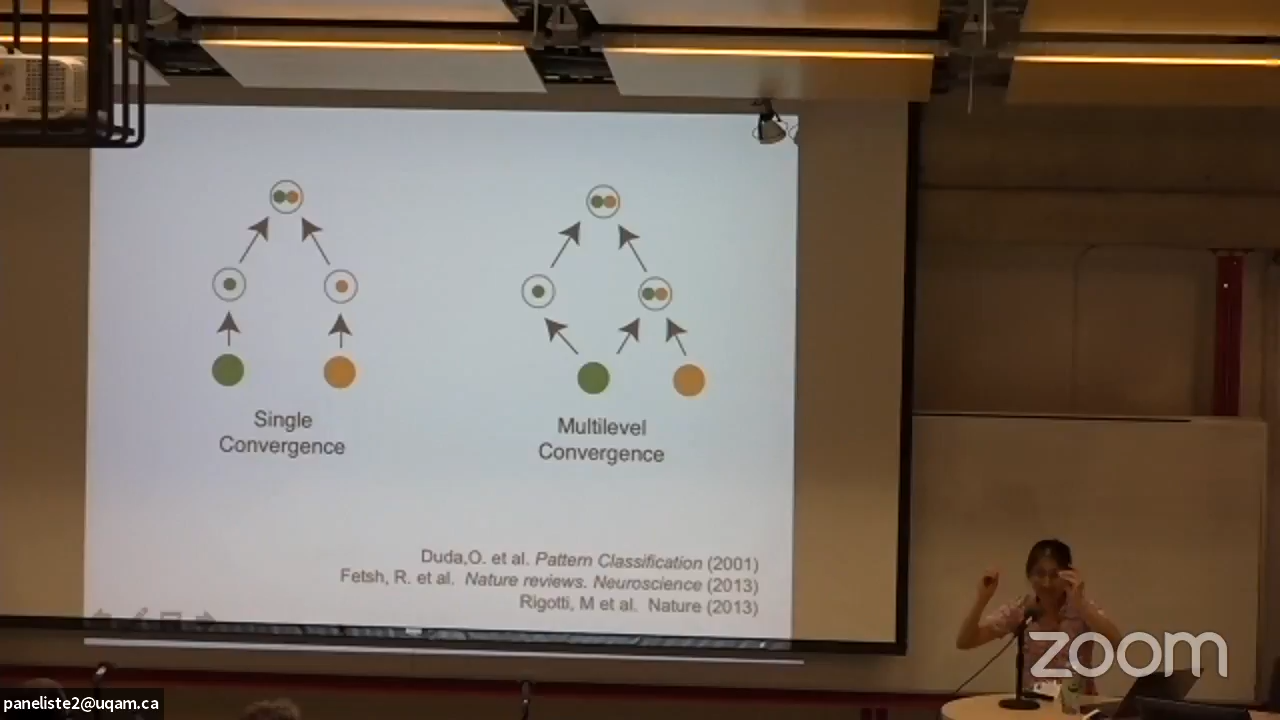 Single
Convergence
Multilevel
Convergence
Duda,O. et al. Pattern Classification (2001)
Fetsh, R. et al. Nature reviews. Neuroscience (2013)
Rigotti, M et al. Nature (2013)
zoom
paneliste2@uqam.ca